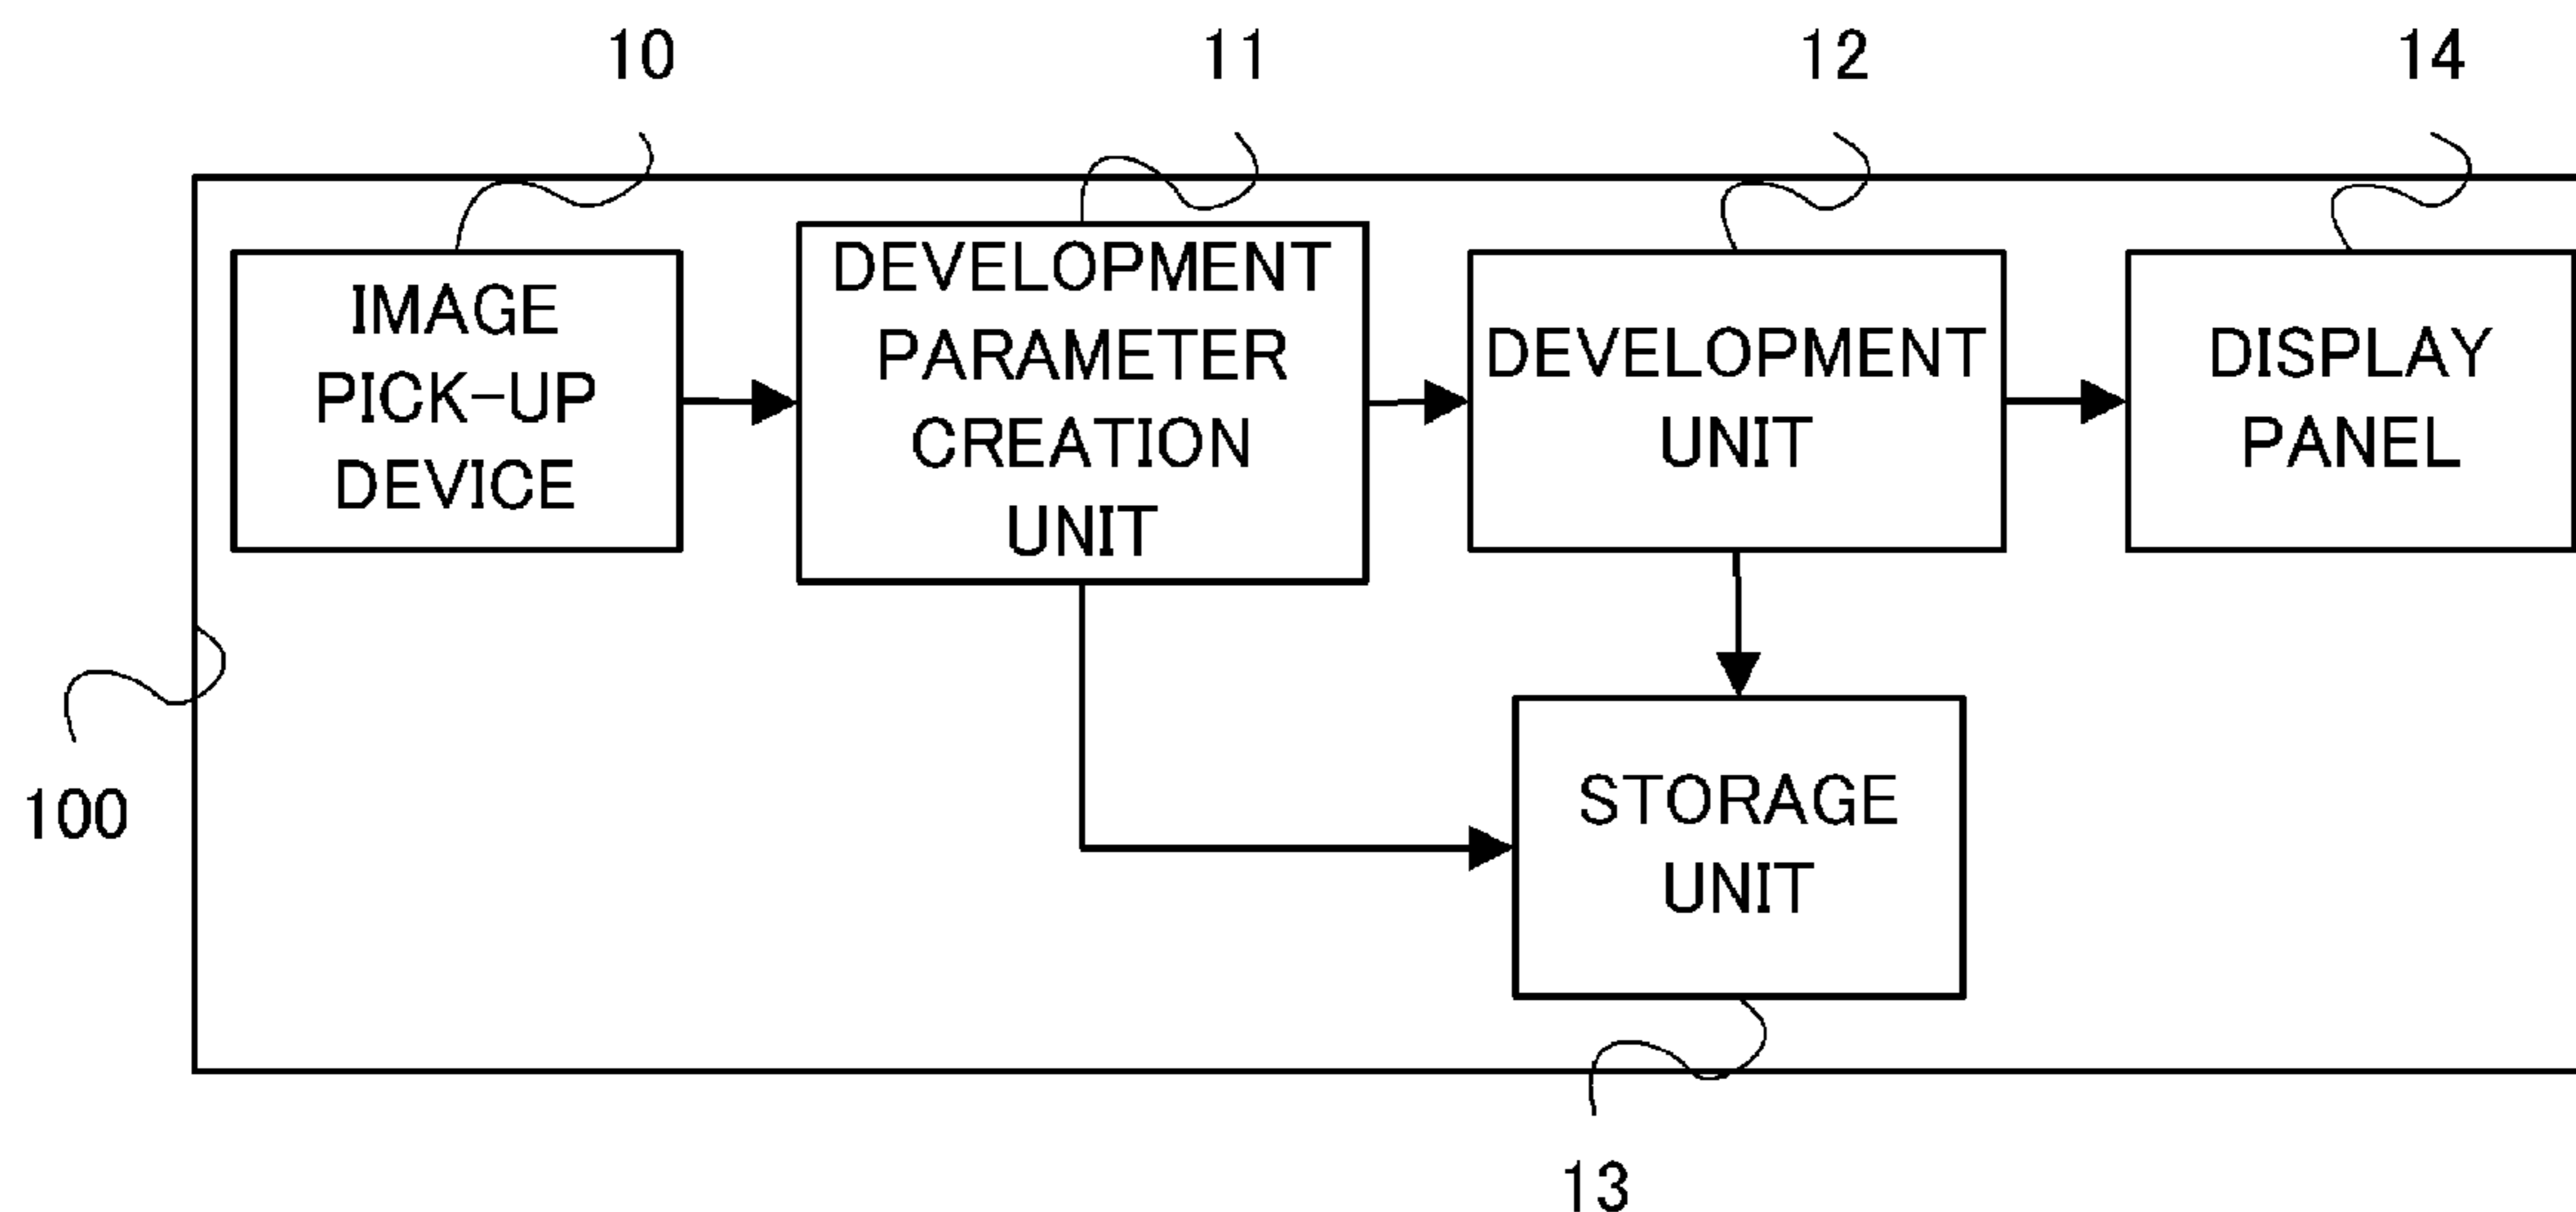 10
11
12
14
IMAGE
PICK-UP
DEVICE
DEVELOPMENT
PARAMETER
CREATION
UNIT
DEVELOPMENT
UNIT
DISPLAY
PANEL
100
STORAGE
UNIT
13